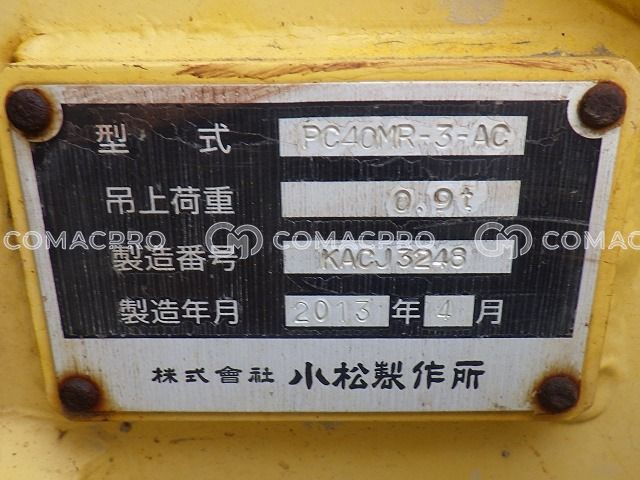 型 式 PC40MR-3-AC
吊上荷重 0.9t
COMACPRO COMACPRO COMACPRO
製造番号 KACJ3248
製造年月 2013 年 4 月
株式會社 小松製作所